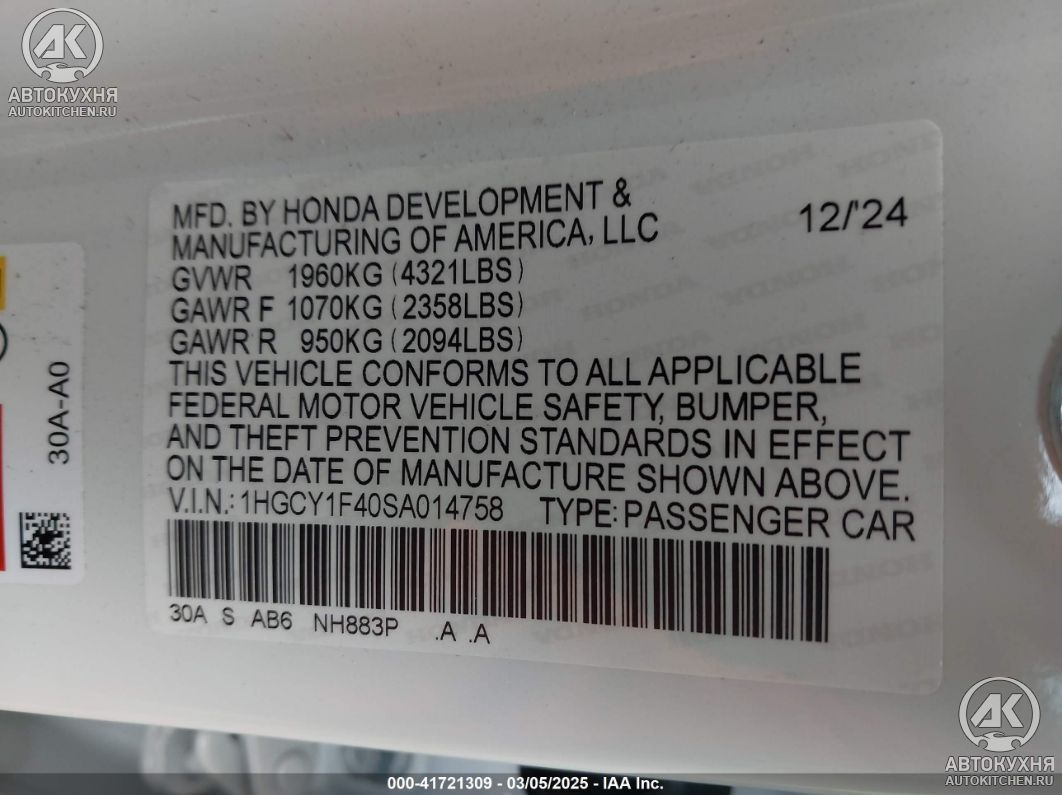 AK
АВТОКУХНЯ
AUTOKITCHEN.RU
MFD. BY HONDA DEVELOPMENT &
MANUFACTURING OF AMERICA, LLC
12/'24
GVWR 1960KG (4321LBS)
GAWR F 1070KG (2358LBS)
GAWR R 950KG (2094LBS)
THIS VEHICLE CONFORMS TO ALL APPLICABLE
FEDERAL MOTOR VEHICLE SAFETY, BUMPER,
AND THEFT PREVENTION STANDARDS IN EFFECT
ON THE DATE OF MANUFACTURE SHOWN ABOVE.
V.I.N.: 1HGCY1F40SA014758 TYPE: PASSENGER CAR
30A S AB6 NH883P .A .A
30A-A0
AK
АВТОКУХНЯ
AUTOKITCHEN.RU
000-41721309 - 03/05/2025 - IAA Inc.